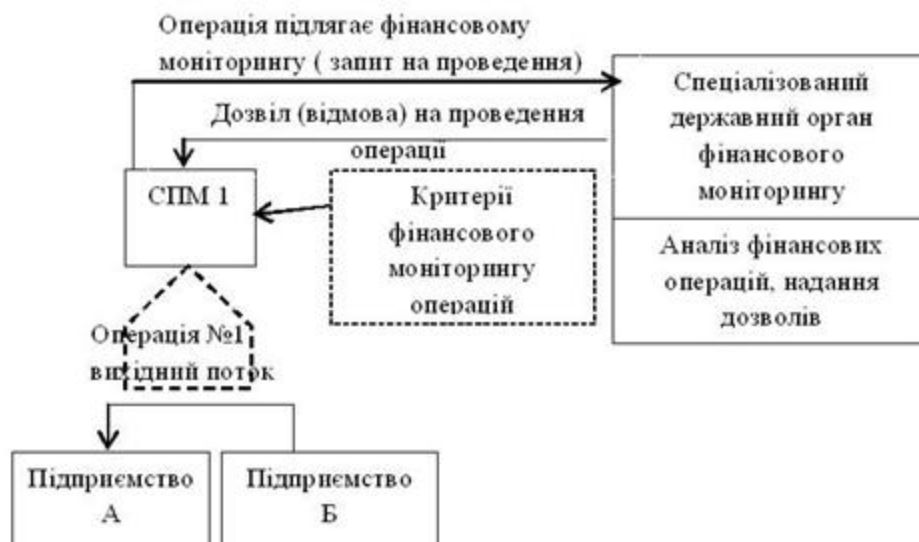 Операція підлягає фінансовому
моніторингу ( запит на проведення)
Дозвіл (відмова) на проведення
операції
Спеціалізований
державний орган
фінансового
моніторингу
СПМ 1
Критерії
фінансового
моніторингу
операцій
Аналіз фінансових
операцій, надання
дозволів
Операція №1
вихідний поток
Підприємство
А
Підприємство
Б